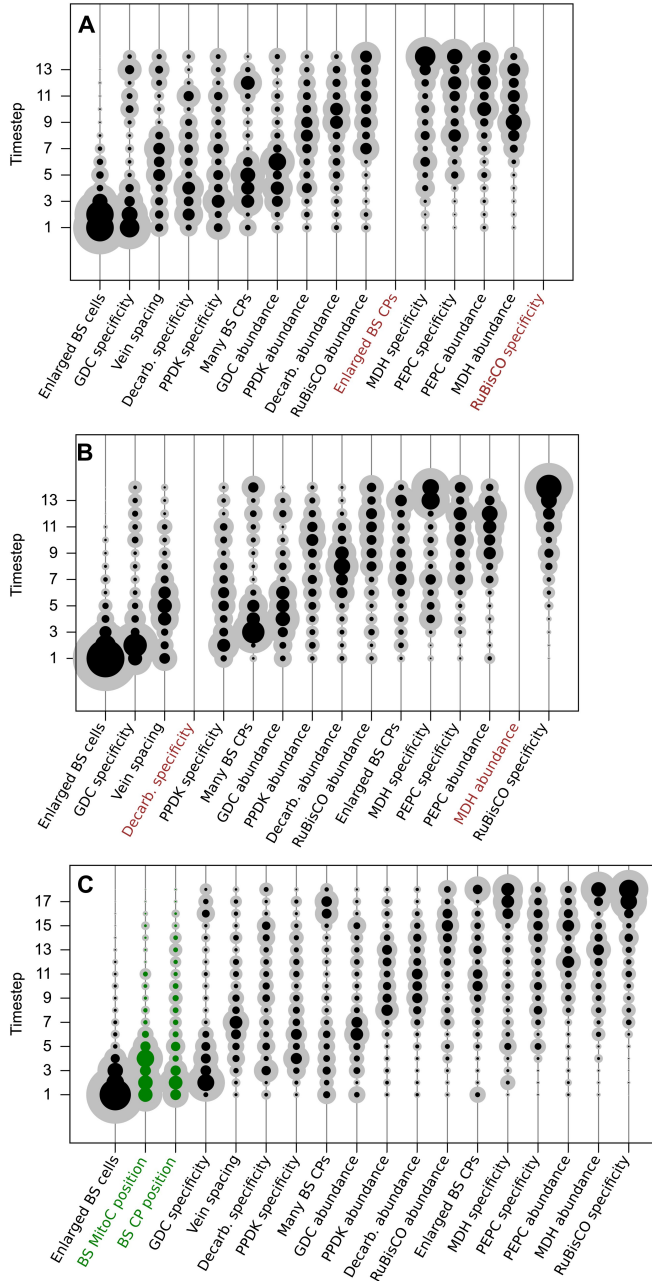 A
Timestep
13
11
9
7
5
3
1
Enlarged BS cells
GDC specificity
Vein spacing
Decarb. specificity
PPDK specificity
Many BS CPs
GDC abundance
PPDK abundance
Decarb. abundance
RuBisCO abundance
Enlarged BS CPs
MDH specificity
PEPC specificity
PEPC abundance
MDH abundance
RuBisCO specificity
B
Timestep
13
11
9
7
5
3
1
Enlarged BS cells
GDC specificity
Vein spacing
Decarb. specificity
PPDK specificity
Many BS CPs
GDC abundance
PPDK abundance
Decarb. abundance
RuBisCO abundance
Enlarged BS CPs
MDH specificity
PEPC specificity
PEPC abundance
MDH abundance
RuBisCO specificity
C
Timestep
17
15
13
11
9
7
5
3
1
Enlarged BS cells
BS MitoC position
BS CP position
GDC specificity
Vein spacing
Decarb. specificity
PPDK specificity
Many BS CPs
GDC abundance
PPDK abundance
Decarb. abundance
RuBisCO abundance
Enlarged BS CPs
MDH specificity
PEPC specificity
PEPC abundance
MDH abundance
RuBisCO specificity